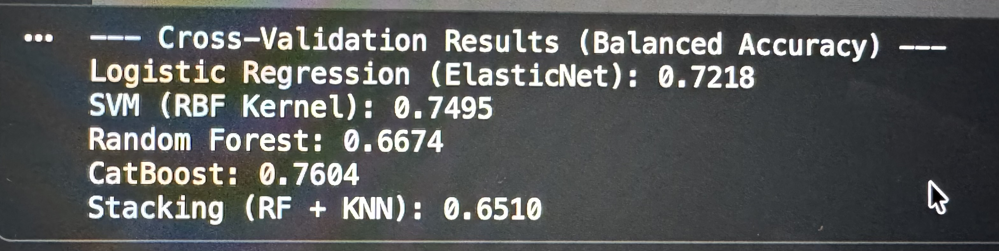 --- Cross-Validation Results (Balanced Accuracy) ---
Logistic Regression (ElasticNet): 0.7218
SVM (RBF Kernel): 0.7495
Random Forest: 0.6674
CatBoost: 0.7604
Stacking (RF + KNN): 0.6510